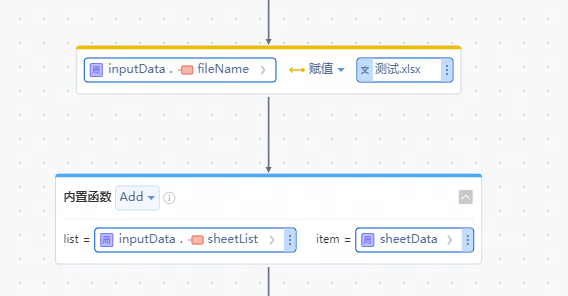 局 inputData . fileName 赋值 文 测试.xlsx
内置函数 Add
list = 局 inputData . sheetList item = 局 sheetData